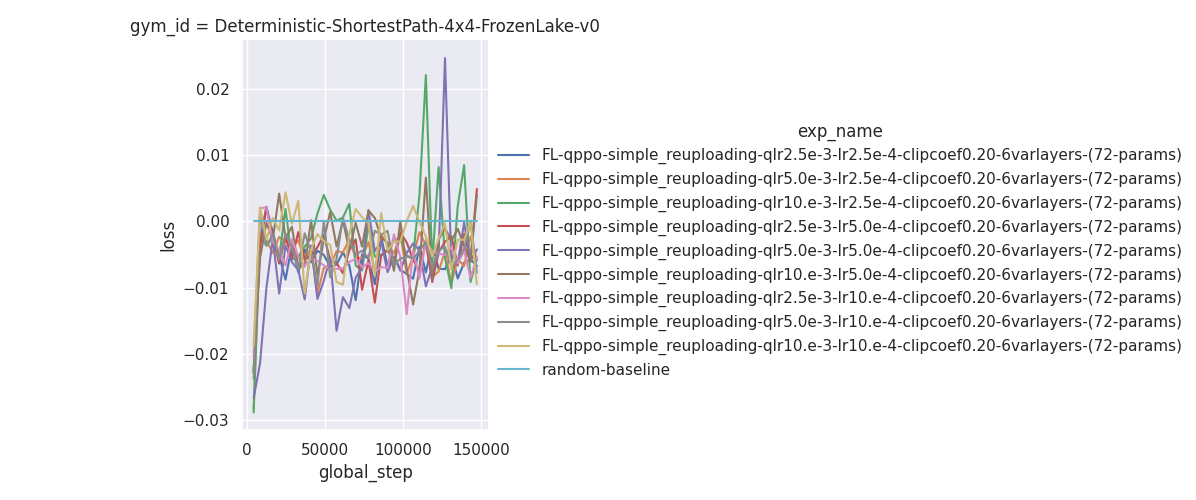 gym_id = Deterministic-ShortestPath-4x4-FrozenLake-v0
0.02
0.01
0.00
−0.01
−0.02
−0.03
loss
0
50000
100000
150000
global_step
exp_name
FL-qppo-simple_reuploading-qlr2.5e-3-lr2.5e-4-clipcoef0.20-6varlayers-(72-params)
FL-qppo-simple_reuploading-qlr5.0e-3-lr2.5e-4-clipcoef0.20-6varlayers-(72-params)
FL-qppo-simple_reuploading-qlr10.e-3-lr2.5e-4-clipcoef0.20-6varlayers-(72-params)
FL-qppo-simple_reuploading-qlr2.5e-3-lr5.0e-4-clipcoef0.20-6varlayers-(72-params)
FL-qppo-simple_reuploading-qlr5.0e-3-lr5.0e-4-clipcoef0.20-6varlayers-(72-params)
FL-qppo-simple_reuploading-qlr10.e-3-lr5.0e-4-clipcoef0.20-6varlayers-(72-params)
FL-qppo-simple_reuploading-qlr2.5e-3-lr10.e-4-clipcoef0.20-6varlayers-(72-params)
FL-qppo-simple_reuploading-qlr5.0e-3-lr10.e-4-clipcoef0.20-6varlayers-(72-params)
FL-qppo-simple_reuploading-qlr10.e-3-lr10.e-4-clipcoef0.20-6varlayers-(72-params)
random-baseline